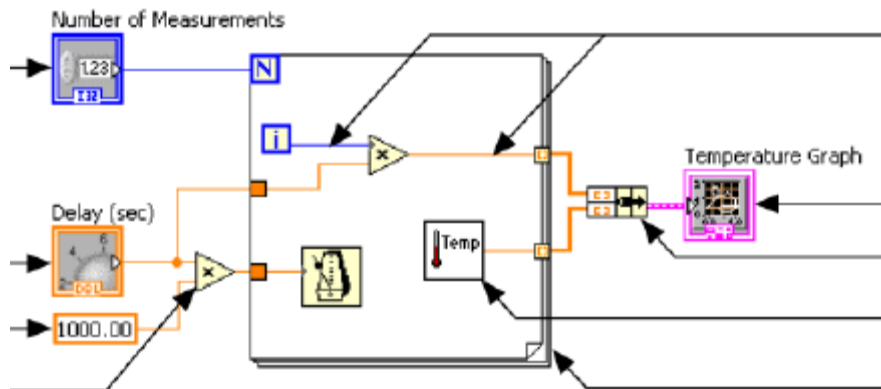 Number of Measurements
1.23
I32
N
i
x
Temperature Graph
Delay (sec)
Temp
x
DBL
1000.00